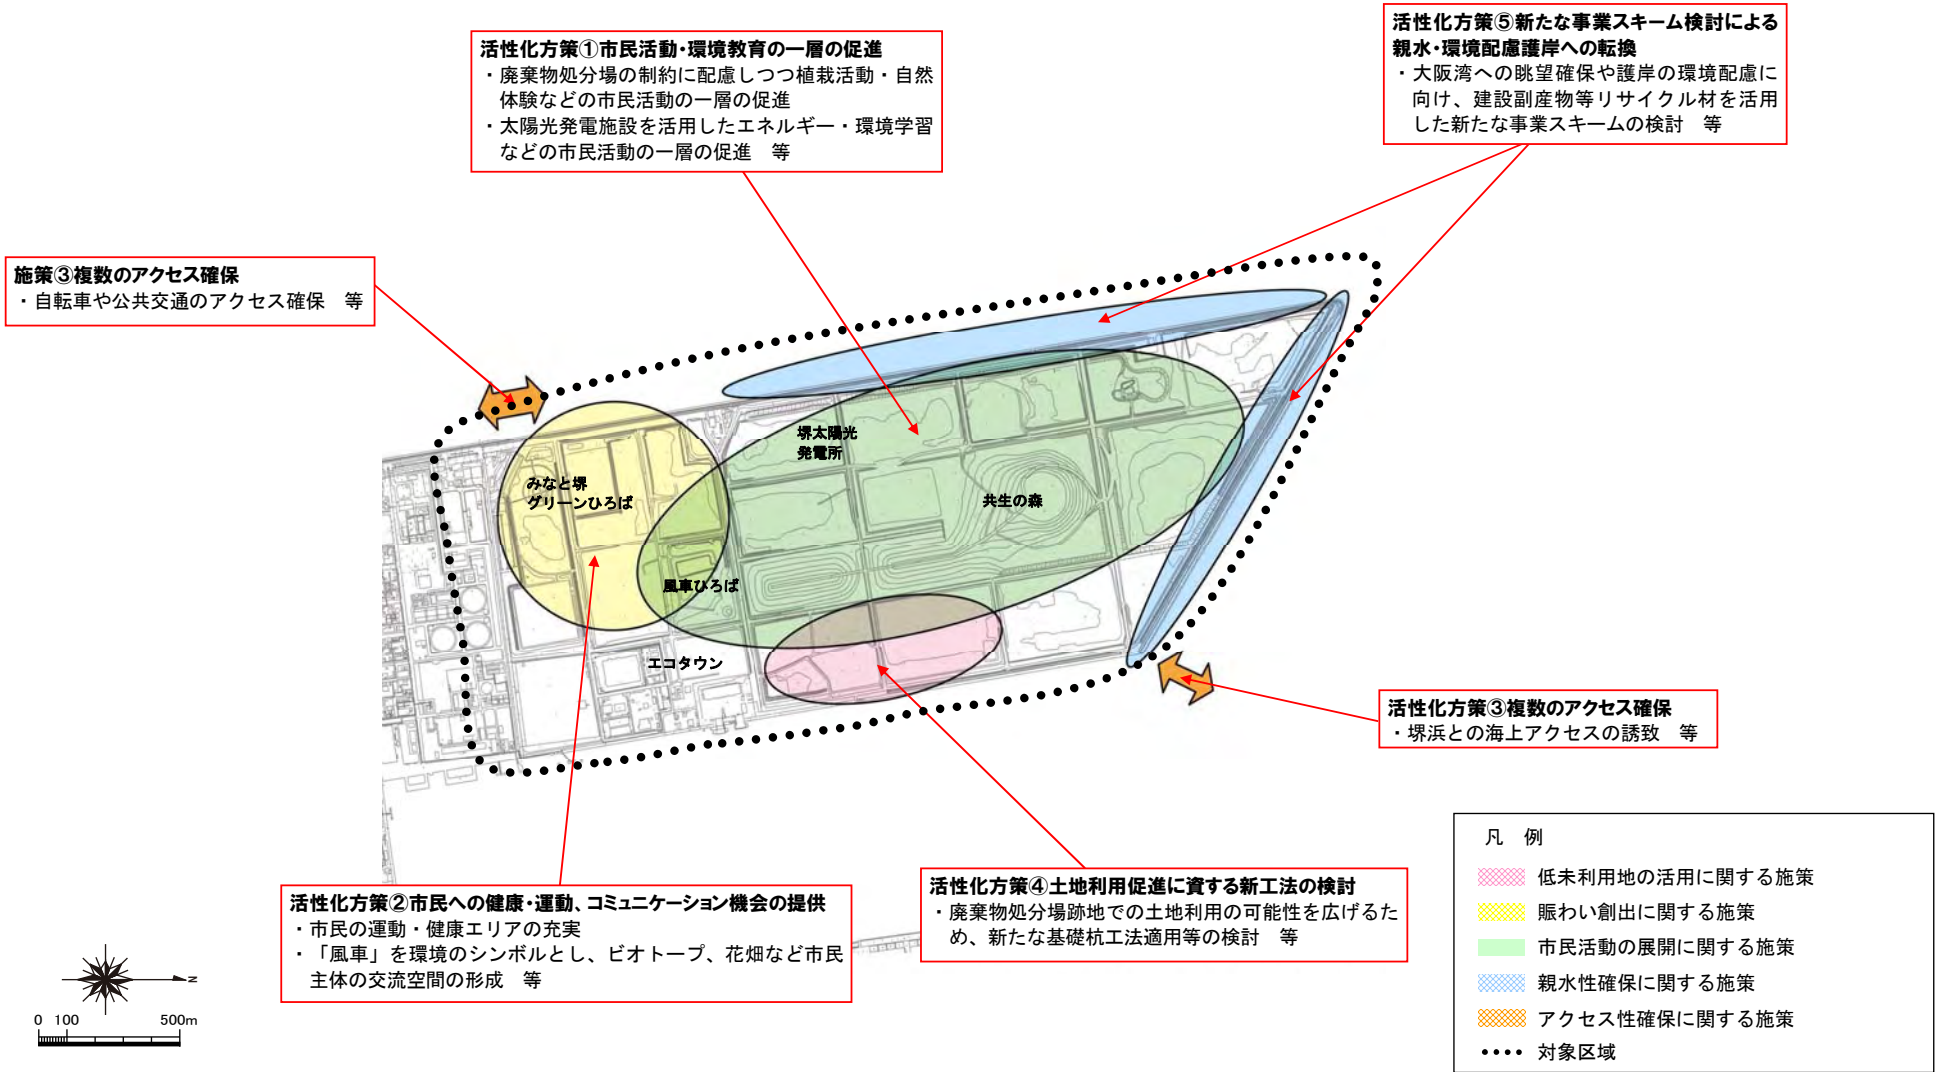 活性化方策①市民活動・環境教育の一層の促進
・廃棄物処分場の制約に配慮しつつ植栽活動・自然
体験などの市民活動の一層の促進
・太陽光発電施設を活用したエネルギー・環境学習
などの市民活動の一層の促進　等
活性化方策⑤新たな事業スキーム検討による
親水・環境配慮護岸への転換
・大阪湾への眺望確保や護岸の環境配慮に
向け、建設副産物等リサイクル材を活用
した新たな事業スキームの検討　等
施策③複数のアクセス確保
・自転車や公共交通のアクセス確保　等
堺太陽光
発電所
みなと堺
グリーンひろば
共生の森
風車ひろば
エコタウン
活性化方策③複数のアクセス確保
・堺浜との海上アクセスの誘致　等
活性化方策②市民への健康・運動、コミュニケーション機会の提供
・市民の運動・健康エリアの充実
・「風車」を環境のシンボルとし、ビオトープ、花畑など市民
主体の交流空間の形成　等
活性化方策④土地利用促進に資する新工法の検討
・廃棄物処分場跡地での土地利用の可能性を広げるた
め、新たな基礎杭工法適用等の検討　等
凡　例
低未利用地の活用に関する施策
賑わい創出に関する施策
市民活動の展開に関する施策
親水性確保に関する施策
アクセス性確保に関する施策
対象区域
N
0 100 500m